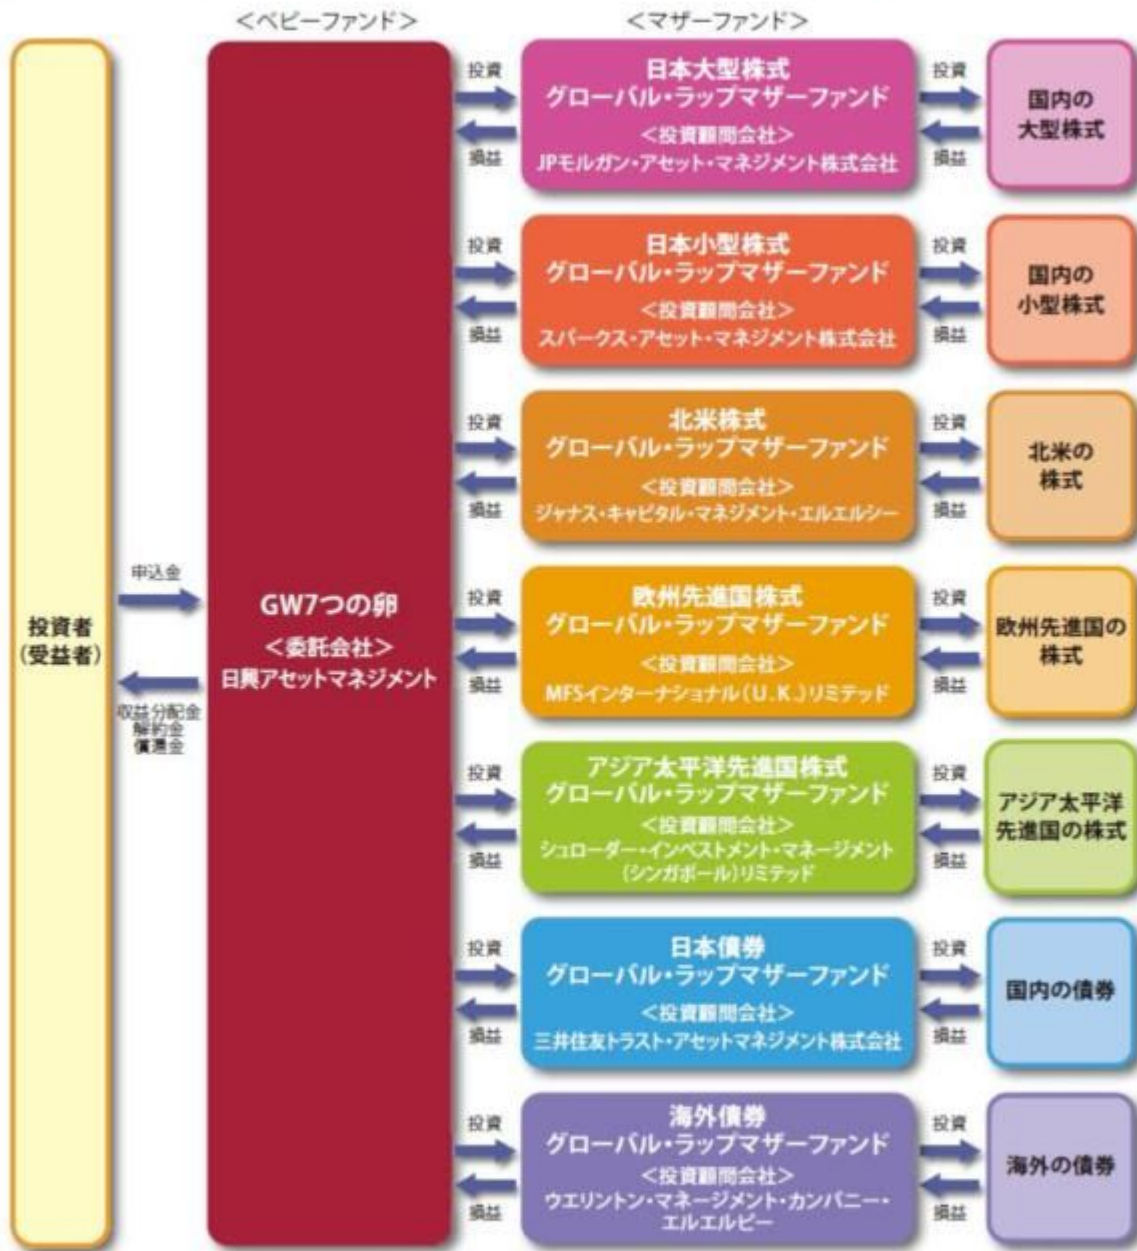 ＜ベビーファンド＞
＜マザーファンド＞
投資者
(受益者)
申込金
収益分配金
解約金
償還金
GW7つの卵
＜委託会社＞
日興アセットマネジメント
投資
損益
日本大型株式
グローバル・ラップマザーファンド
＜投資顧問会社＞
JPモルガン・アセット・マネジメント株式会社
投資
損益
国内の
大型株式
投資
損益
日本小型株式
グローバル・ラップマザーファンド
＜投資顧問会社＞
スパークス・アセット・マネジメント株式会社
投資
損益
国内の
小型株式
投資
損益
北米株式
グローバル・ラップマザーファンド
＜投資顧問会社＞
ジャナス・キャピタル・マネジメント・エルエルシー
投資
損益
北米の
株式
投資
損益
欧州先進国株式
グローバル・ラップマザーファンド
＜投資顧問会社＞
MFSインターナショナル(U.K.)リミテッド
投資
損益
欧州先進国の
株式
投資
損益
アジア太平洋先進国株式
グローバル・ラップマザーファンド
＜投資顧問会社＞
シュローダー・インベストメント・マネージメント
(シンガポール)リミテッド
投資
損益
アジア太平洋
先進国の株式
投資
損益
日本債券
グローバル・ラップマザーファンド
＜投資顧問会社＞
三井住友トラスト・アセットマネジメント株式会社
投資
損益
国内の債券
投資
損益
海外債券
グローバル・ラップマザーファンド
＜投資顧問会社＞
ウエリントン・マネージメント・カンパニー・
エルエルピー
投資
損益
海外の債券